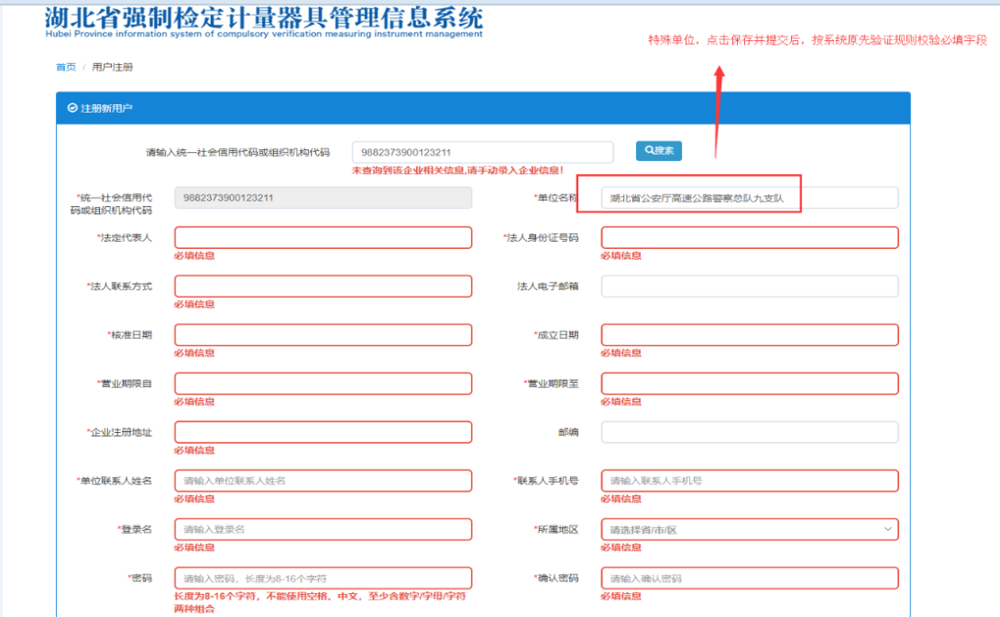 湖北省强制检定计量器具管理信息系统
Hubei Province information system of compulsory verification measuring instrument management
特殊单位，点击保存并提交后，按系统原先验证规则校验必填字段
首页 / 用户注册
注册新用户
请输入统一社会信用代码或组织机构代码 9882373900123211 搜索
未查询到该企业相关信息,请手动录入企业信息！
*统一社会信用代码或组织机构代码 9882373900123211 *单位名称 湖北省公安厅高速公路警察总队九支队
*法定代表人 *法人身份证号码
必填信息 必填信息
*法人联系方式 法人电子邮箱
必填信息
*核准日期 *成立日期
必填信息 必填信息
*营业期限自 *营业期限至
必填信息 必填信息
*企业注册地址 邮编
必填信息
*单位联系人姓名 请输入单位联系人姓名 *联系人手机号 请输入联系人手机号
必填信息 必填信息
*登录名 请输入登录名 *所属地区 请选择省/市/区
必填信息 必填信息
*密码 请输入密码，长度为8-16个字符 *确认密码 请输入确认密码
长度为8-16个字符，不能使用空格、中文，至少含数字/字母/字符 必填信息
两种组合